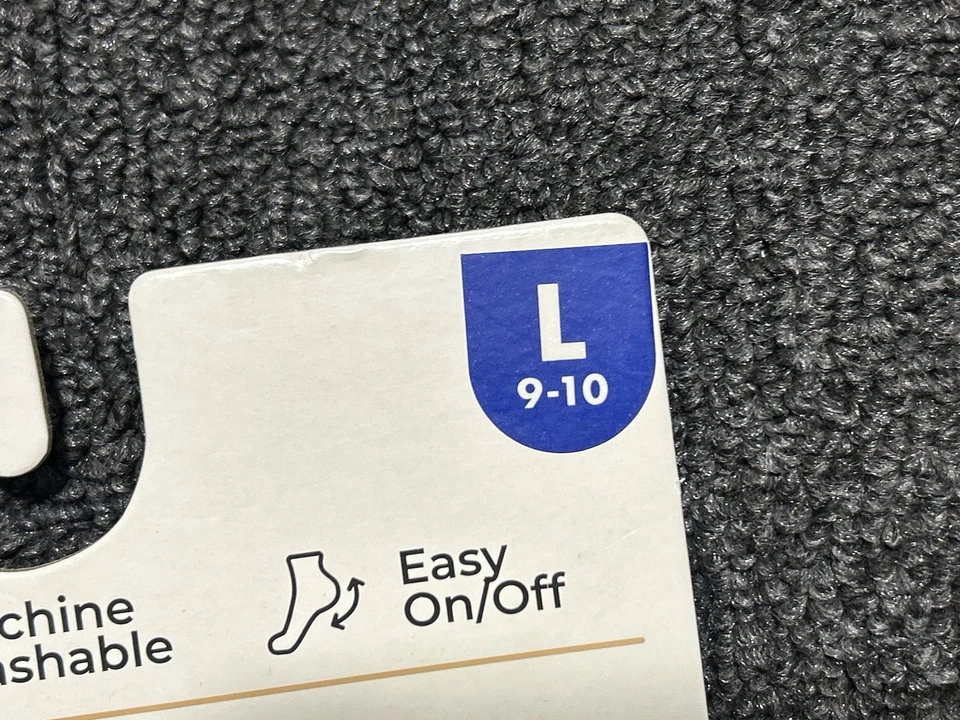 L
9-10
Easy
On/Off
chine
ashable